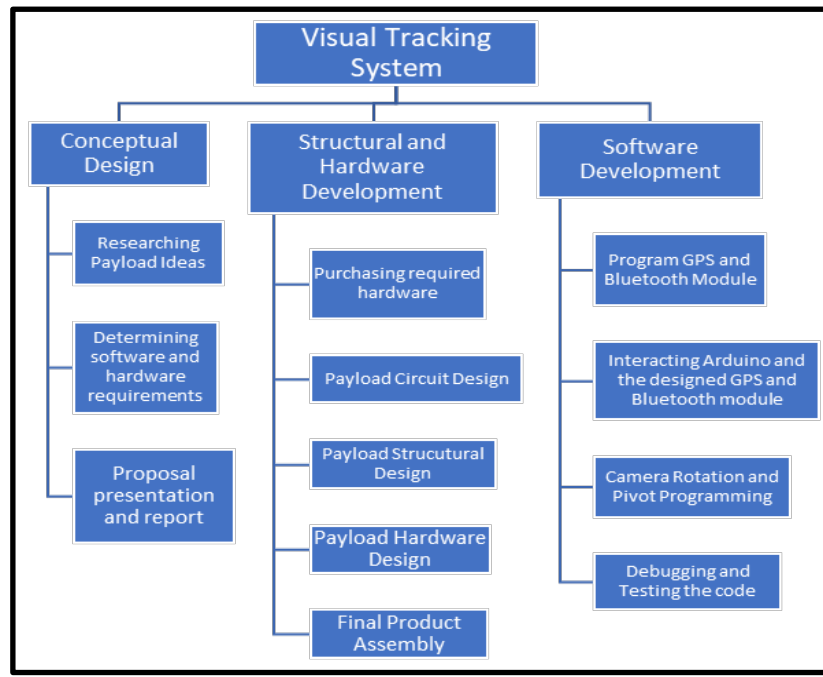 Visual Tracking
System
Conceptual
Design
Researching
Payload Ideas
Determining
software and
hardware
requirements
Proposal
presentation
and report
Structural and
Hardware
Development
Purchasing required
hardware
Payload Circuit Design
Payload Strucutural
Design
Payload Hardware
Design
Final Product
Assembly
Software
Development
Program GPS and
Bluetooth Module
Interacting Arduino and
the designed GPS and
Bluetooth module
Camera Rotation and
Pivot Programming
Debugging and
Testing the code